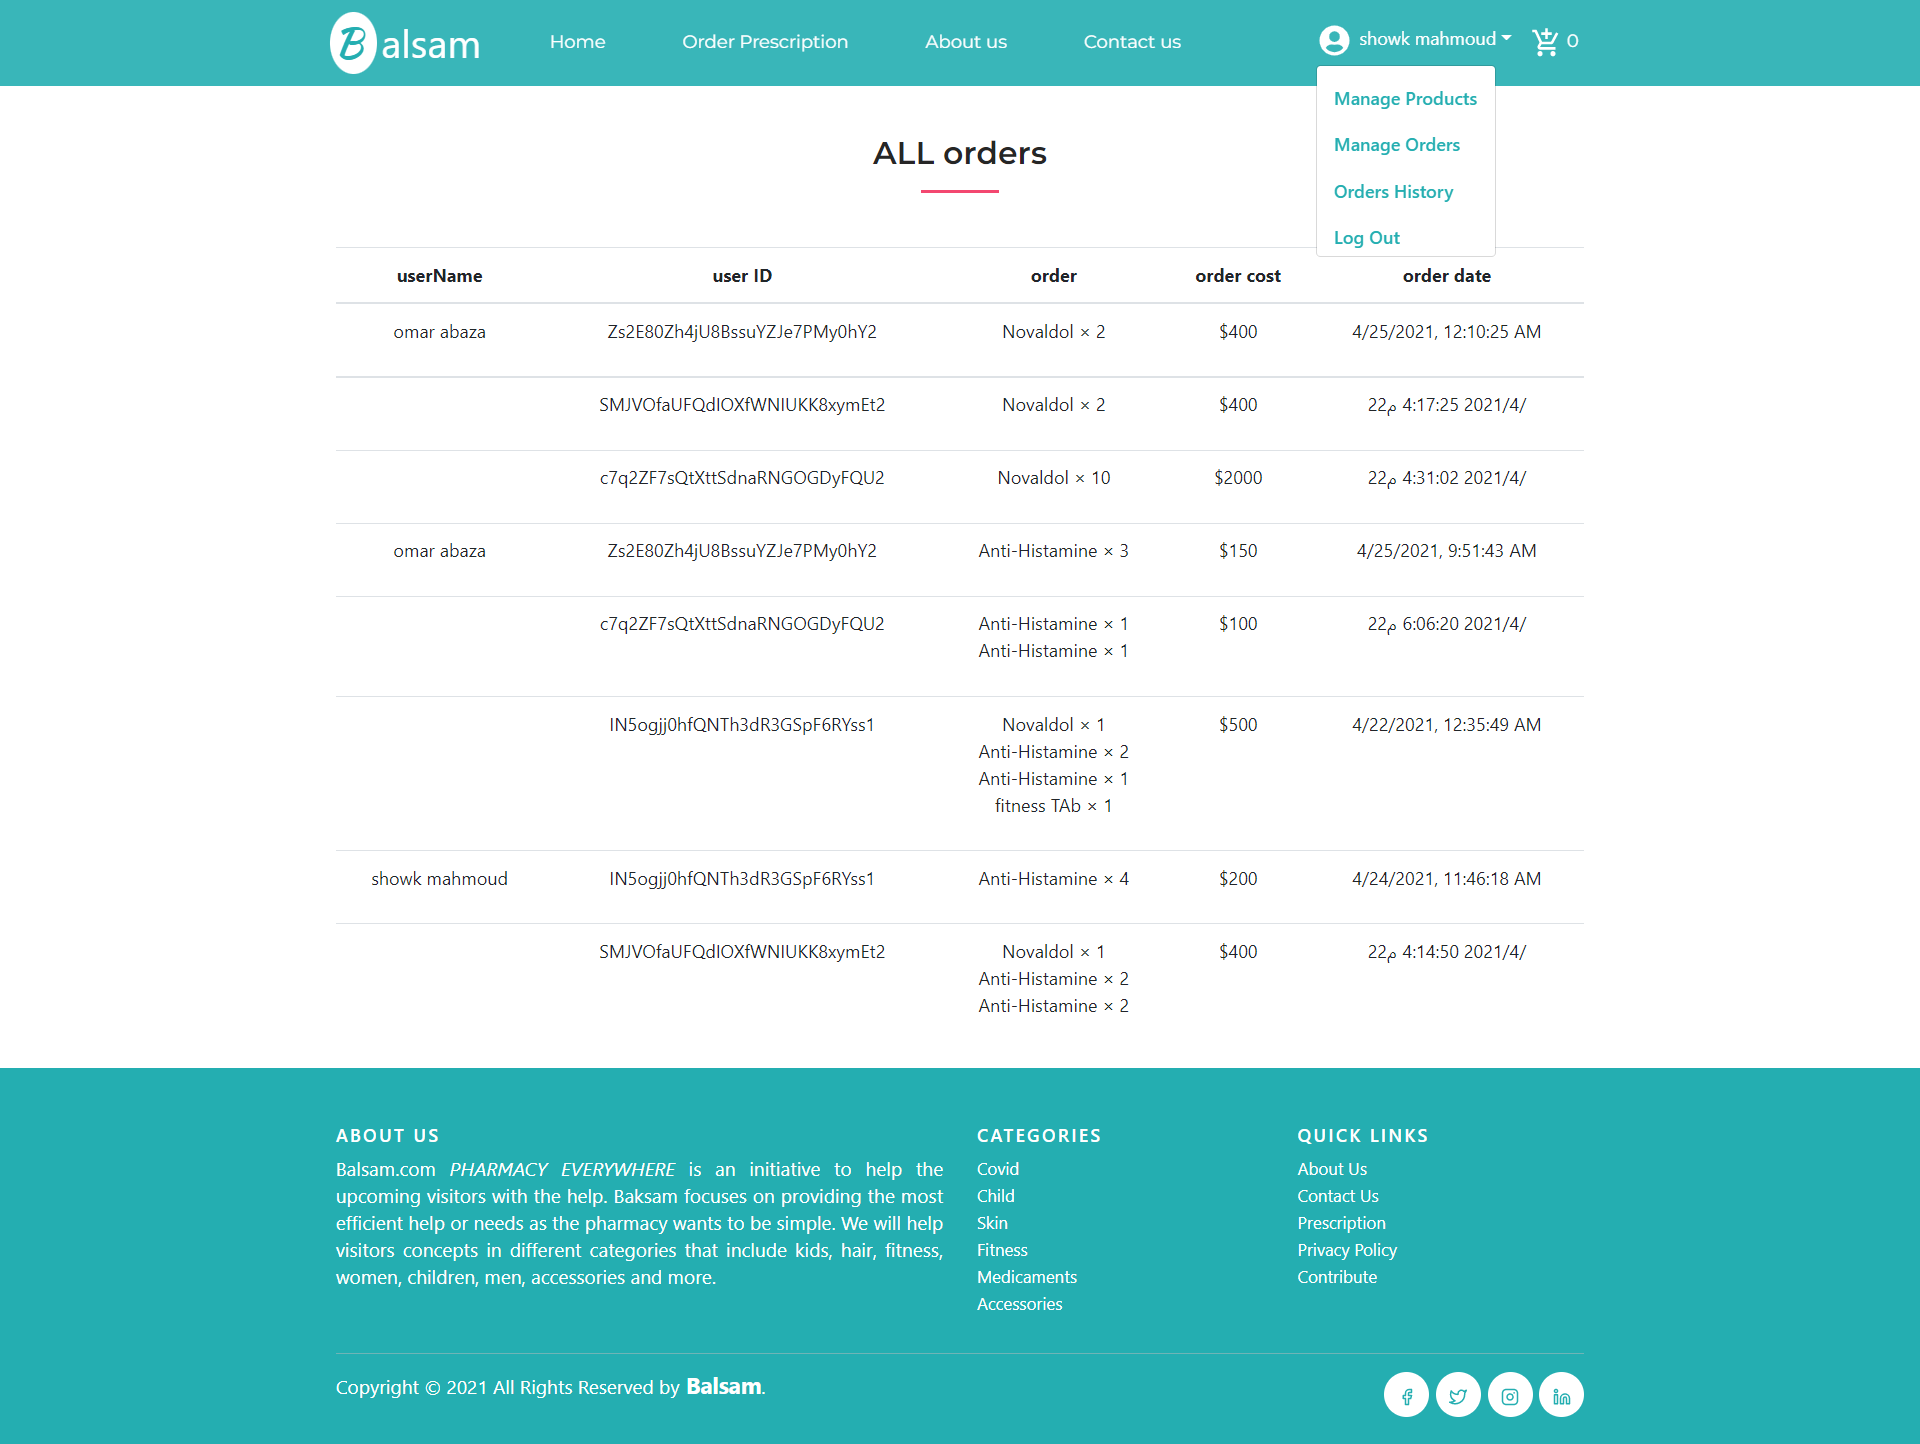 Balsam
Home
Order Prescription
About us
Contact us
showk mahmoud
0
Manage Products
Manage Orders
Orders History
Log Out
ALL orders
userName user ID order order cost order date
omar abaza Zs2E80Zh4jU8BssuYZJe7PMy0hY2 Novaldol × 2 $400 4/25/2021, 12:10:25 AM
SMJVOfaUFQdIOXfWNIUKK8xymEt2 Novaldol × 2 $400 22م 4:17:25 2021/4/
c7q2ZF7sQtXttSdnaRNGOGDyFQU2 Novaldol × 10 $2000 22م 4:31:02 2021/4/
omar abaza Zs2E80Zh4jU8BssuYZJe7PMy0hY2 Anti-Histamine × 3 $150 4/25/2021, 9:51:43 AM
c7q2ZF7sQtXttSdnaRNGOGDyFQU2 Anti-Histamine × 1 $100 22م 6:06:20 2021/4/
Anti-Histamine × 1
IN5ogjj0hfQNTh3dR3GSpF6RYss1 Novaldol × 1 $500 4/22/2021, 12:35:49 AM
Anti-Histamine × 2
Anti-Histamine × 1
fitness TAb × 1
showk mahmoud IN5ogjj0hfQNTh3dR3GSpF6RYss1 Anti-Histamine × 4 $200 4/24/2021, 11:46:18 AM
SMJVOfaUFQdIOXfWNIUKK8xymEt2 Novaldol × 1 $400 22م 4:14:50 2021/4/
Anti-Histamine × 2
Anti-Histamine × 2
ABOUT US
Balsam.com PHARMACY EVERYWHERE is an initiative to help the
upcoming visitors with the help. Baksam focuses on providing the most
efficient help or needs as the pharmacy wants to be simple. We will help
visitors concepts in different categories that include kids, hair, fitness,
women, children, men, accessories and more.
CATEGORIES
Covid
Child
Skin
Fitness
Medicaments
Accessories
QUICK LINKS
About Us
Contact Us
Prescription
Privacy Policy
Contribute
Copyright © 2021 All Rights Reserved by Balsam.